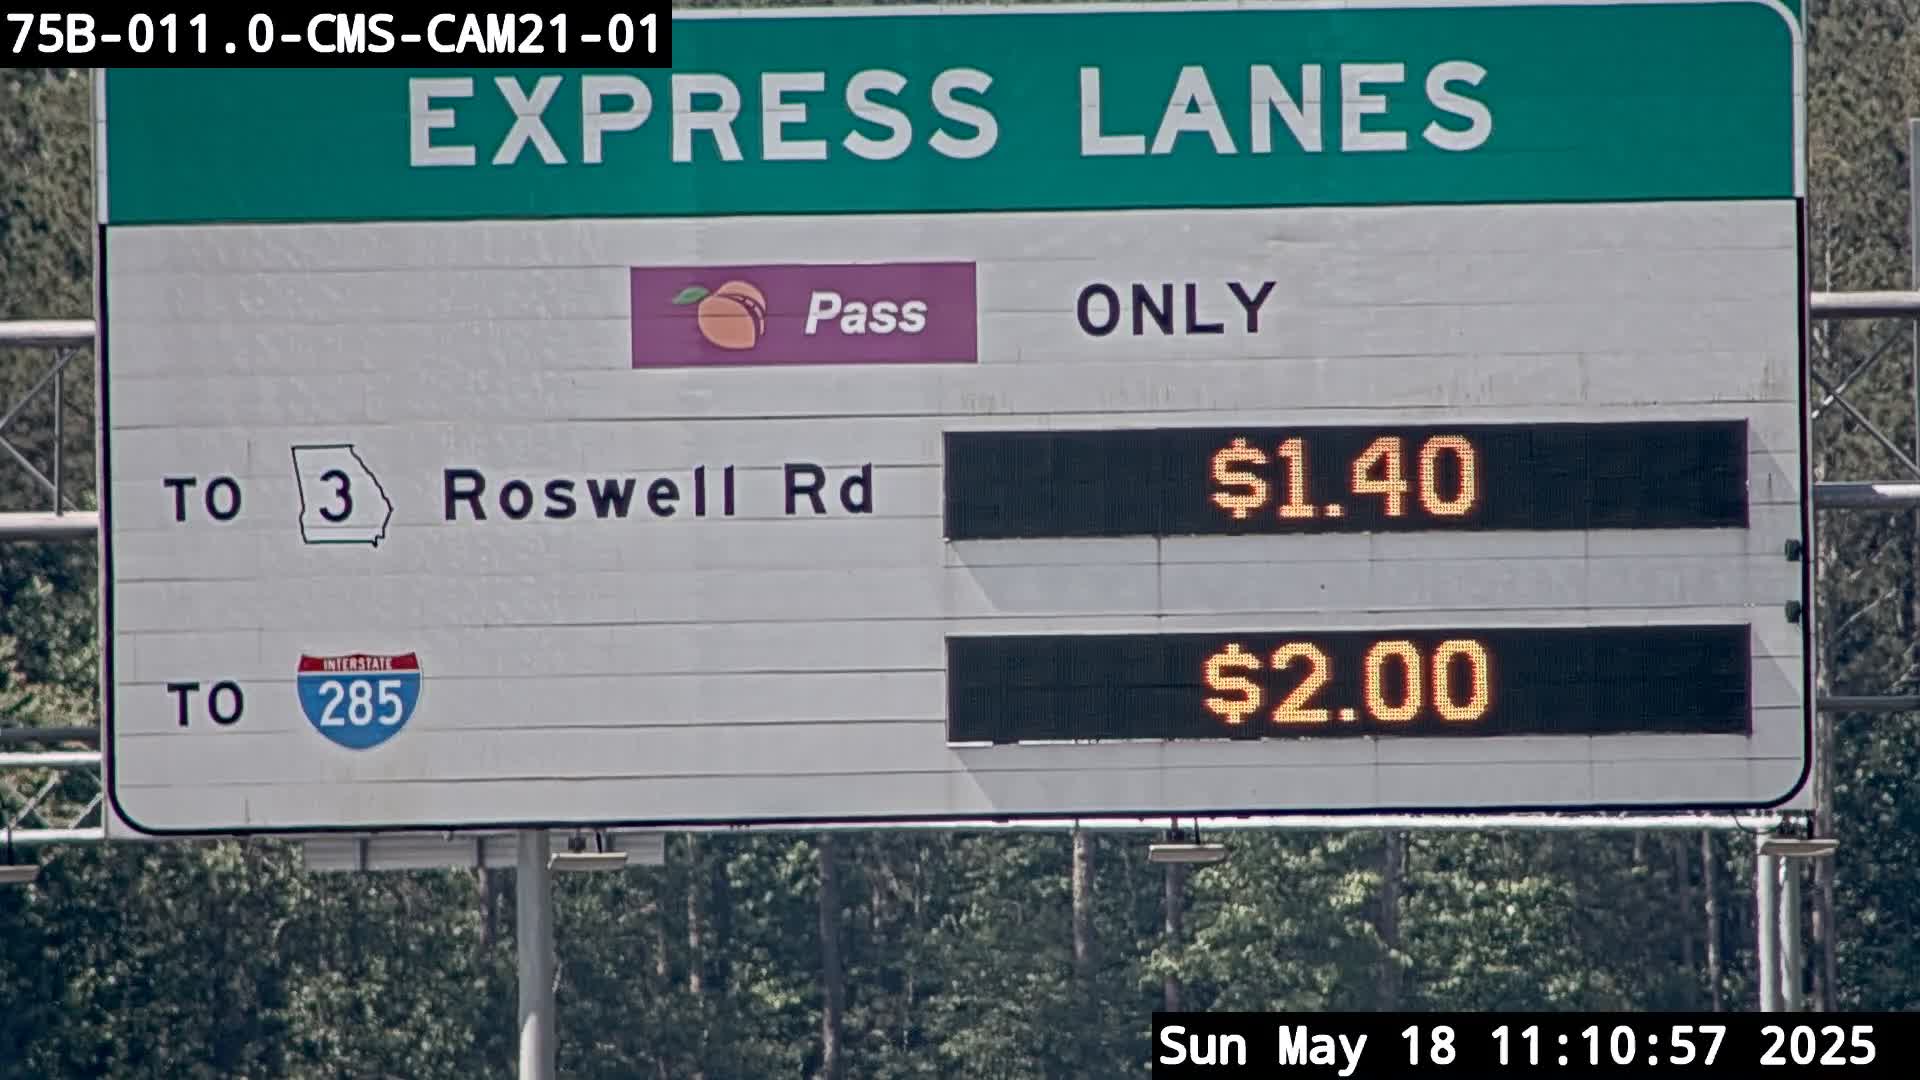 75B-011.0-CMS-CAM21-01
EXPRESS LANES
Pass ONLY
TO 3 Roswell Rd $1.40
INTERSTATE
TO 285 $2.00
Sun May 18 11:10:57 2025